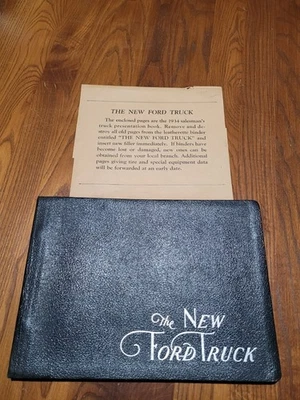 THE NEW FORD TRUCK
The enclosed pages are the 1934 salesman's
truck presentation book. Remove and de-
stroy all old pages from the leatherette binder
entitled "THE NEW FORD TRUCK" and
insert new filler immediately. If binders have
become lost or damaged, new ones can be
obtained from your Ford branch. Additional
pages giving tire and special equipment data
will be forwarded at an early date.
The NEW
FORD TRUCK